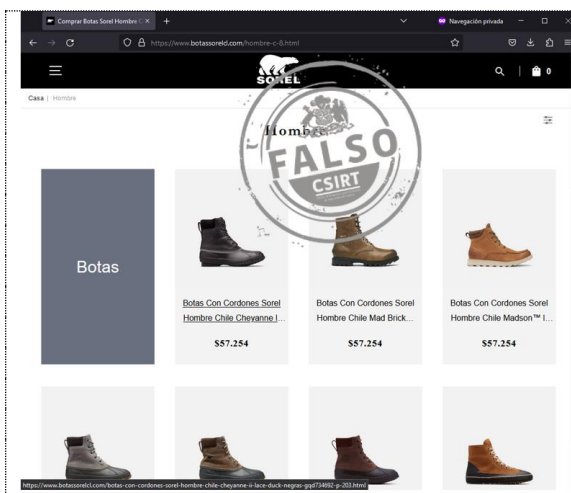 Comprar Botas Sorel Hombre C
Navegación privada
https://www.botassorelcl.com/hombre-c-8.html
SOREL
0
Casa | Hombre
Hombre
FALSO
CSIRT
Botas
Botas Con Cordones Sorel
Hombre Chile Cheyanne I...
$57.254
Botas Con Cordones Sorel
Hombre Chile Mad Brick...
$57.254
Botas Con Cordones Sorel
Hombre Chile Madson™ I...
$57.254
https://www.botassorelcl.com/botas-con-cordones-sorel-hombre-chile-cheyanne-ii-lace-duck-negras-gqd734692-p-203.html